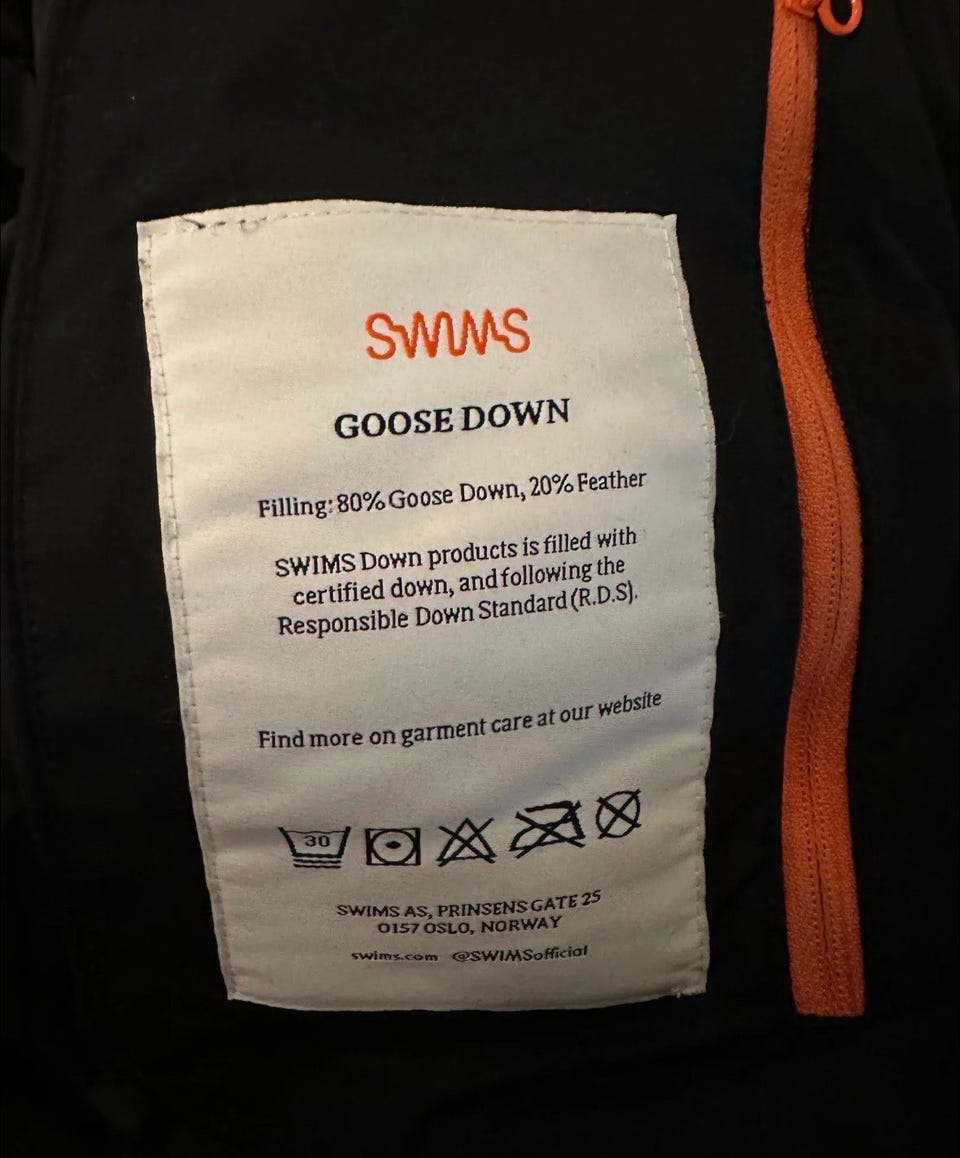 SWIMS
GOOSE DOWN
Filling: 80% Goose Down, 20% Feather
SWIMS Down products is filled with
certified down, and following the
Responsible Down Standard (R.D.S).
Find more on garment care at our website
30
SWIMS AS, PRINSENS GATE 25
0157 OSLO, NORWAY
swims.com @SWIMSofficial